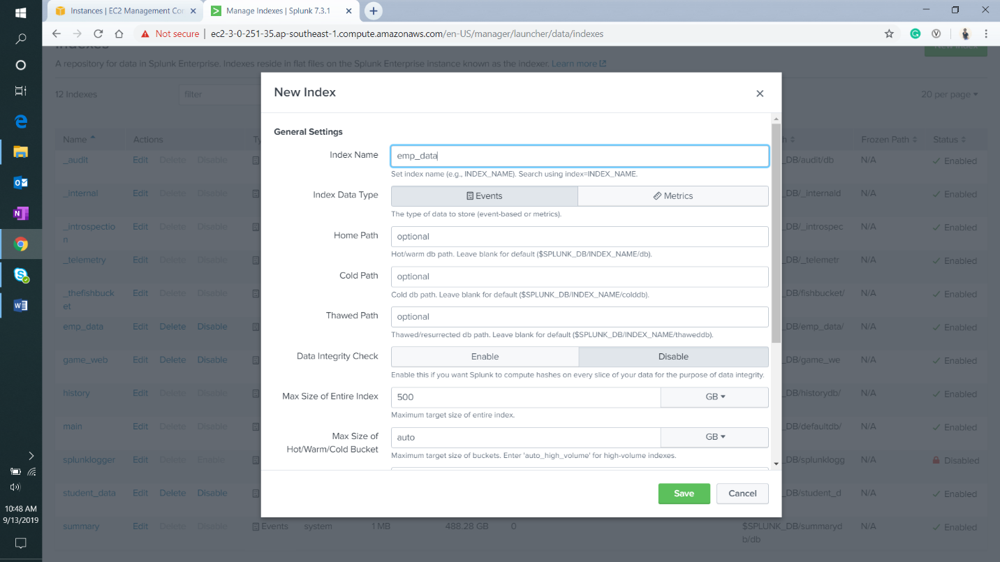 Instances | EC2 Management Co
Manage Indexes | Splunk 7.3.1
Not secure | ec2-3-0-251-35.ap-southeast-1.compute.amazonaws.com/en-US/manager/launcher/data/indexes
Indexes
New Index
A repository for data in Splunk Enterprise. Indexes reside in flat files on the Splunk Enterprise instance known as the indexer. Learn more
12 Indexes
filter
20 per page
Name Actions
Frozen Path Status
_audit Edit Delete Disable
_DB/audit/db N/A Enabled
_internal Edit Delete Disable
_DB/_internald N/A Enabled
_introspectio
n
Edit Delete Disable
_DB/_introspec N/A Enabled
_telemetry Edit Delete Disable
_DB/_telemetr N/A Enabled
_thefishbuck
et
Edit Delete Disable
_DB/fishbucket/ N/A Enabled
emp_data Edit Delete Disable
_DB/emp_data/ N/A Enabled
game_web Edit Delete Disable
_DB/game_we N/A Enabled
history Edit Delete Disable
_DB/historydb/ N/A Enabled
main Edit Delete Disable
_DB/defaultdb/ N/A Enabled
splunklogger Edit Delete Enable
_DB/splunklogg N/A Disabled
student_data Edit Delete Disable
_DB/student_d N/A Enabled
summary Edit Delete Disable Events system 1 MB 488.28 GB 0 $SPLUNK_DB/summaryd N/A Enabled
b/db
New Index
General Settings
Index Name emp_data
Set index name (e.g., INDEX_NAME). Search using index=INDEX_NAME.
Index Data Type Events Metrics
The type of data to store (event-based or metrics).
Home Path optional
Hot/warm db path. Leave blank for default ($SPLUNK_DB/INDEX_NAME/db).
Cold Path optional
Cold db path. Leave blank for default ($SPLUNK_DB/INDEX_NAME/colddb).
Thawed Path optional
Thawed/resurrected db path. Leave blank for default ($SPLUNK_DB/INDEX_NAME/thaweddb).
Data Integrity Check Enable Disable
Enable this if you want Splunk to compute hashes on every slice of your data for the purpose of data integrity.
Max Size of Entire Index 500 GB
Maximum target size of entire index.
Max Size of
Hot/Warm/Cold Bucket
auto GB
Maximum target size of buckets. Enter 'auto_high_volume' for high-volume indexes.
Save Cancel
10:48 AM
9/13/2019